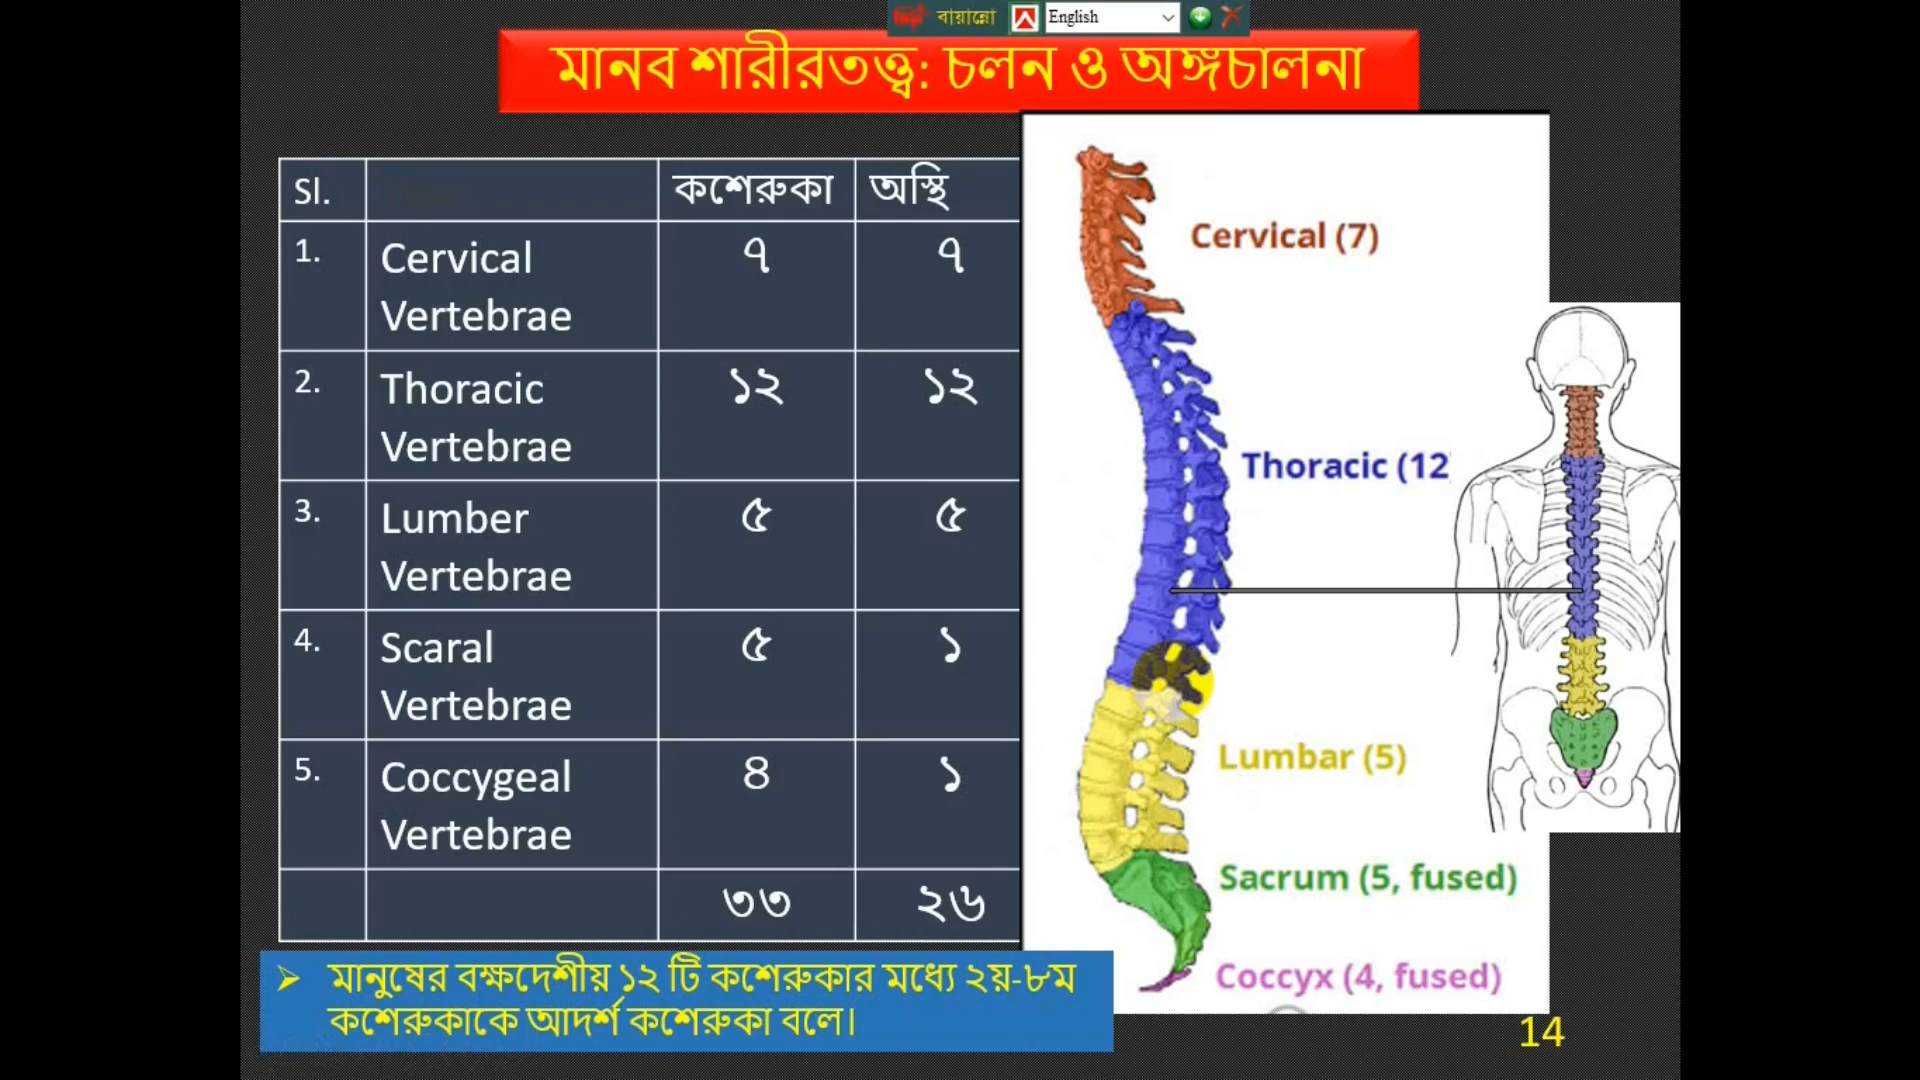 বায়ান্নো English
মানব শারীরতত্ত্ব: চলন ও অঙ্গচালনা
Sl. কশেরুকা অস্থি
1. Cervical Vertebrae ৭ ৭
2. Thoracic Vertebrae ১২ ১২
3. Lumber Vertebrae ৫ ৫
4. Scaral Vertebrae ৫ ১
5. Coccygeal Vertebrae ৪ ১
৩৩ ২৬
Cervical (7)
Thoracic (12
Lumbar (5)
Sacrum (5, fused)
Coccyx (4, fused)
➢ মানুষের বক্ষদেশীয় ১২ টি কশেরুকার মধ্যে ২য়-৮ম
কশেরুকাকে আদর্শ কশেরুকা বলে।
14